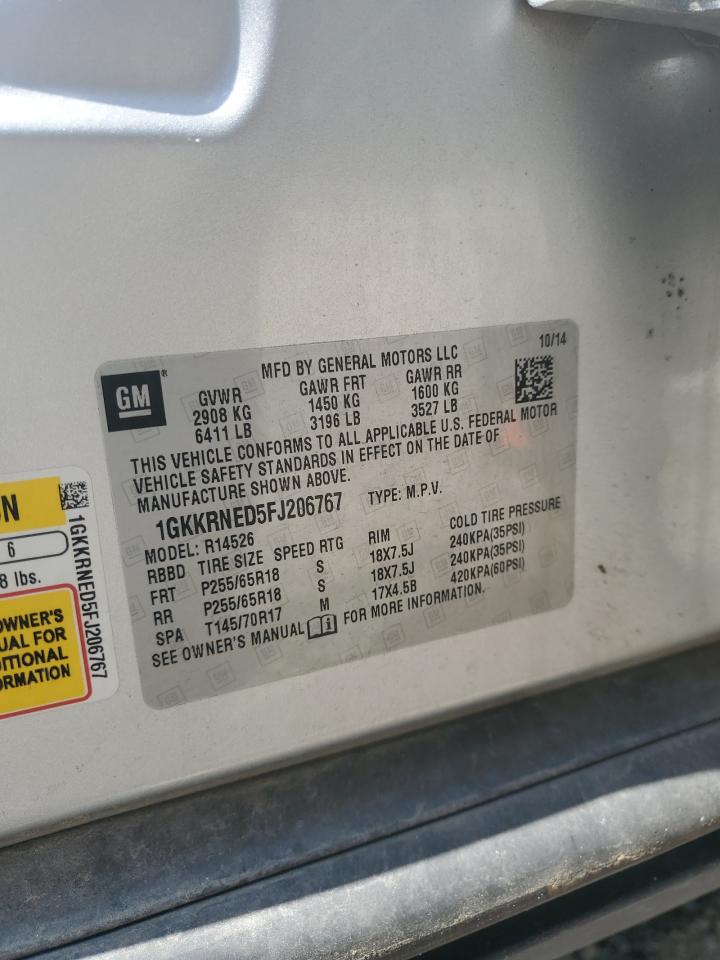 GM
10/14
MFD BY GENERAL MOTORS LLC
GVWR GAWR FRT GAWR RR
2908 KG 1450 KG 1600 KG
6411 LB 3196 LB 3527 LB
THIS VEHICLE CONFORMS TO ALL APPLICABLE U.S. FEDERAL MOTOR
VEHICLE SAFETY STANDARDS IN EFFECT ON THE DATE OF
MANUFACTURE SHOWN ABOVE.
1GKKRNED5FJ206767 TYPE: M.P.V.
MODEL: R14526
RBBD TIRE SIZE SPEED RTG RIM COLD TIRE PRESSURE
FRT P255/65R18 S 18X7.5J 240KPA(35PSI)
RR P255/65R18 S 18X7.5J 240KPA(35PSI)
SPA T145/70R17 M 17X4.5B 420KPA(60PSI)
SEE OWNER'S MANUAL FOR MORE INFORMATION.
ON
6
8 lbs.
OWNER'S
UAL FOR
DITIONAL
ORMATION
1GKKRNED5FJ206767